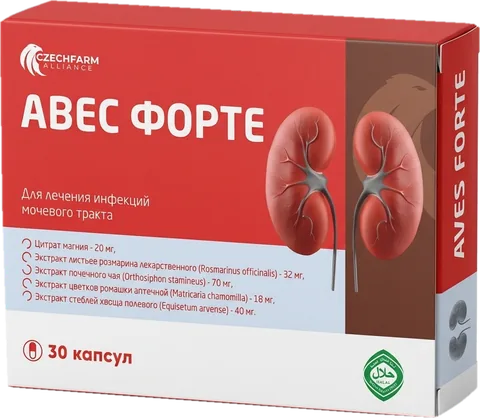 CZECHFARM
ALLIANCE
АВЕС ФОРТЕ
Для лечения инфекций
мочевого тракта
Цитрат магния - 20 мг,
Экстракт листьев розмарина лекарственного (Rosmarinus officinalis) - 32 мг,
Экстракт почечного чая (Orthosiphon stamineus) - 70 мг,
Экстракт цветков ромашки аптечной (Matricaria chamomilla) - 18 мг,
Экстракт стеблей хвоща полевого (Equisetum arvense) - 40 мг.
30 капсул
حلال
HALAL
AVES FORTE